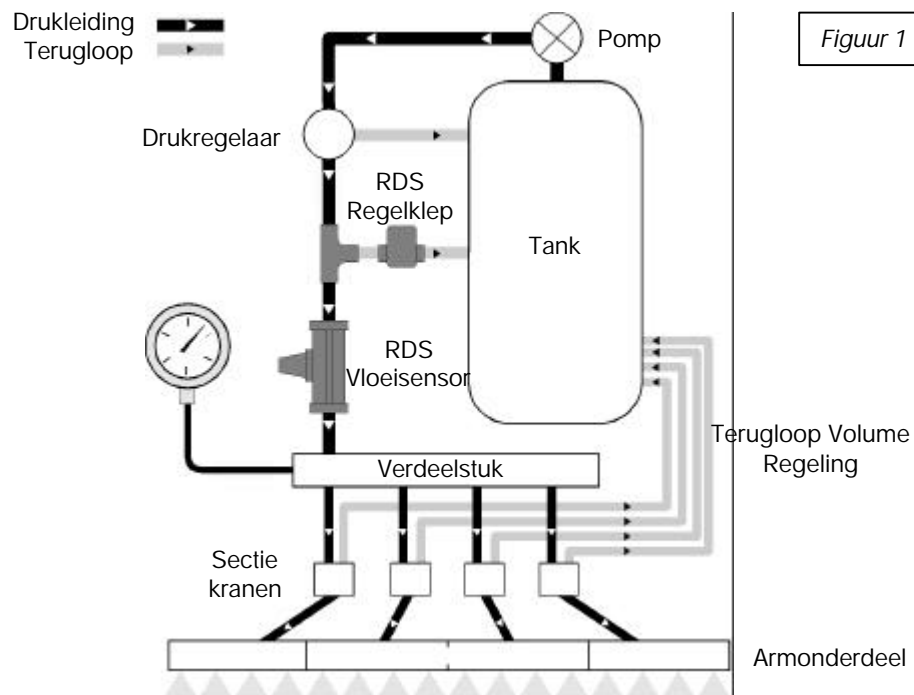 Drukleiding
Terugloop
Pomp
Figuur 1
Drukregelaar
RDS
Regelklep
Tank
RDS
Vloeisensor
Terugloop Volume
Regeling
Verdeelstuk
Sectie
kranen
Armonderdeel